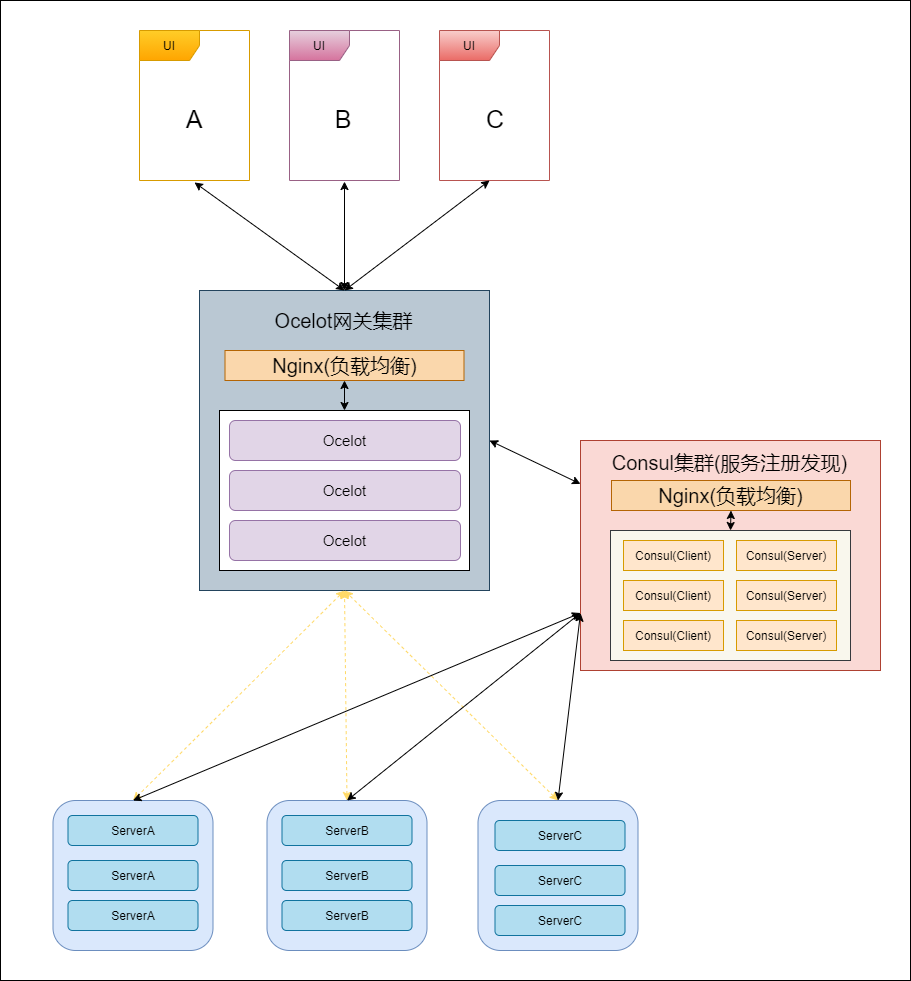 UI
UI
UI
A
B
C
Ocelot网关集群
Nginx(负载均衡)
Ocelot
Ocelot
Ocelot
Consul集群(服务注册发现)
Nginx(负载均衡)
Consul(Client)
Consul(Server)
Consul(Client)
Consul(Server)
Consul(Client)
Consul(Server)
ServerA
ServerA
ServerA
ServerB
ServerB
ServerB
ServerC
ServerC
ServerC